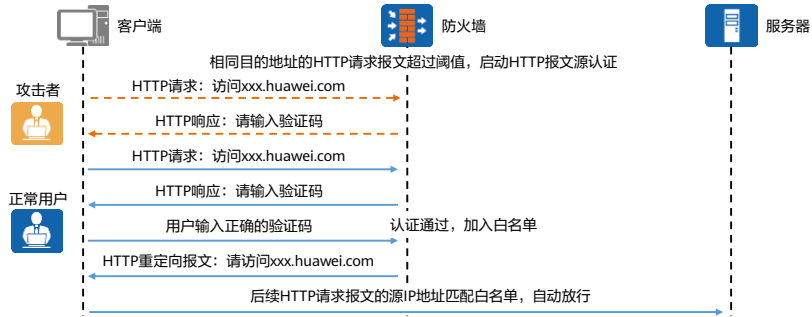 客户端
防火墙
服务器
相同目的地址的HTTP请求报文超过阈值，启动HTTP报文源认证
攻击者
HTTP请求：访问xxx.huawei.com
HTTP响应：请输入验证码
HTTP请求：访问xxx.huawei.com
正常用户
HTTP响应：请输入验证码
用户输入正确的验证码
认证通过，加入白名单
HTTP重定向报文：请访问xxx.huawei.com
后续HTTP请求报文的源IP地址匹配白名单，自动放行